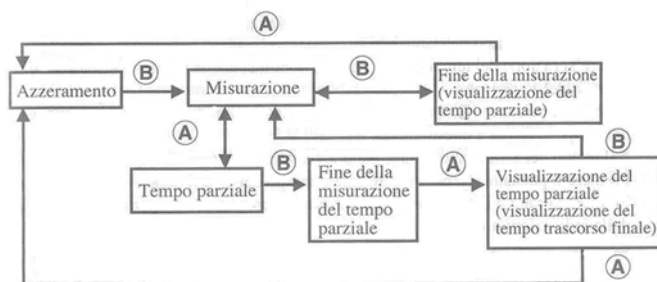 A
Azzeramento
B
Misurazione
B
Fine della misurazione
(visualizzazione del
tempo parziale)
A
Tempo parziale
B
Fine della
misurazione
del tempo
parziale
A
B
Visualizzazione del
tempo parziale
(visualizzazione del
tempo trascorso finale)
A